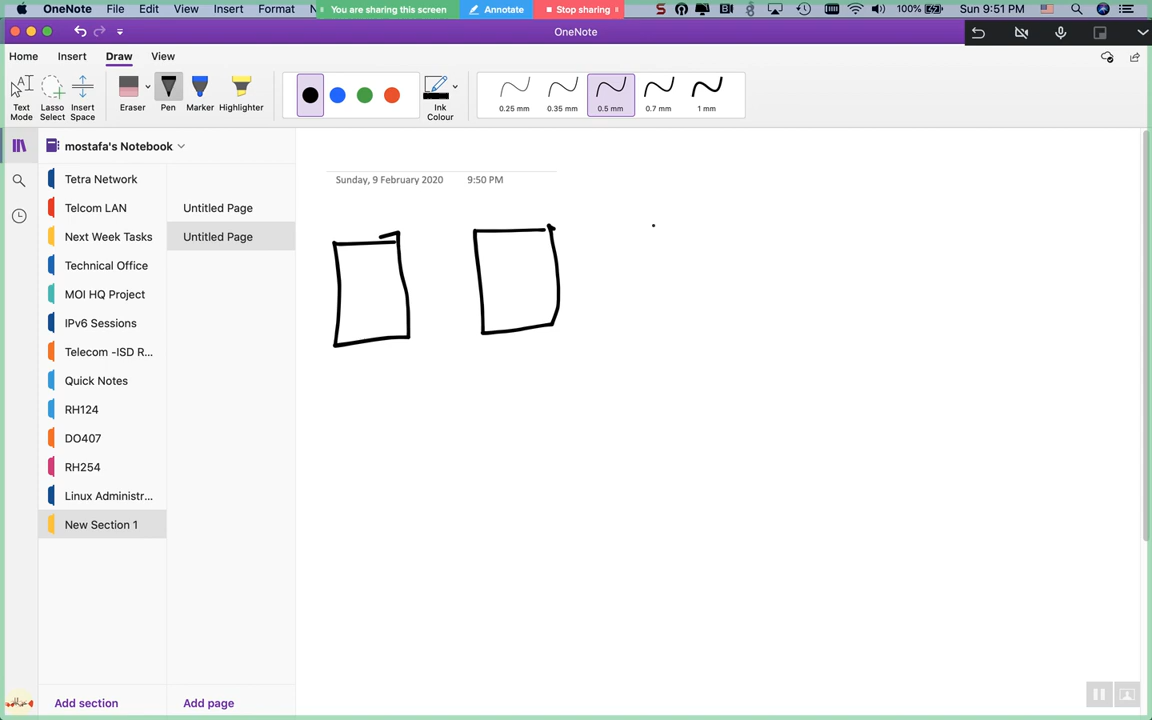 OneNote File Edit View Insert Format You are sharing this screen Annotate Stop sharing 100% Sun 9:51 PM
OneNote
Home Insert Draw View
Text Mode Lasso Select Insert Space Eraser Pen Marker Highlighter Ink Colour 0.25 mm 0.35 mm 0.5 mm 0.7 mm 1 mm
mostafa's Notebook
Sunday, 9 February 2020 9:50 PM
Tetra Network
Telcom LAN Untitled Page
Next Week Tasks Untitled Page
Technical Office
MOI HQ Project
IPv6 Sessions
Telecom -ISD R...
Quick Notes
RH124
DO407
RH254
Linux Administr...
New Section 1
Add section Add page